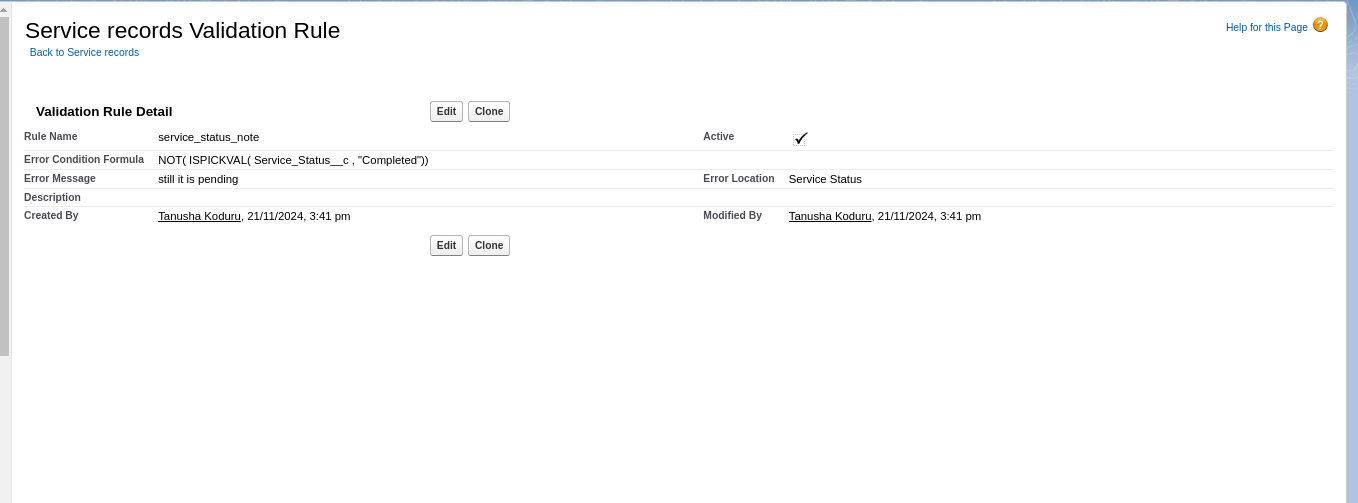 Service records Validation Rule
Help for this Page ?
Back to Service records
Validation Rule Detail Edit Clone
Rule Name service_status_note Active
Error Condition Formula NOT( ISPICKVAL( Service_Status__c , "Completed"))
Error Message still it is pending Error Location Service Status
Description
Created By Tanusha Koduru, 21/11/2024, 3:41 pm Modified By Tanusha Koduru, 21/11/2024, 3:41 pm
Edit Clone